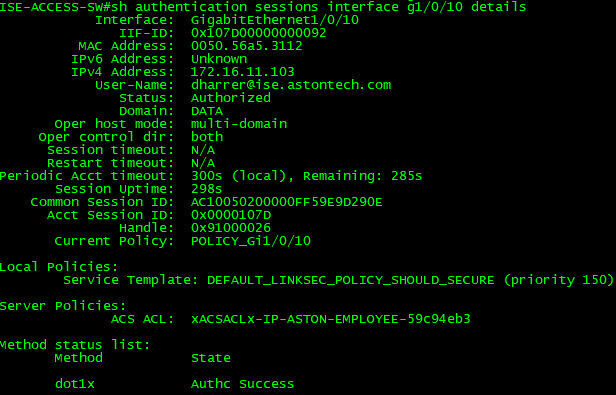 ISE-ACCESS-SW#sh authentication sessions interface g1/0/10 details
Interface: GigabitEthernet1/0/10
IIF-ID: 0x107D00000000092
MAC Address: 0050.56a5.3112
IPv6 Address: Unknown
IPv4 Address: 172.16.11.103
User-Name: dharrer@ise.astontech.com
Status: Authorized
Domain: DATA
Oper host mode: multi-domain
Oper control dir: both
Session timeout: N/A
Restart timeout: N/A
Periodic Acct timeout: 300s (local), Remaining: 285s
Session Uptime: 298s
Common Session ID: AC10050200000FF59E9D290E
Acct Session ID: 0x0000107D
Handle: 0x91000026
Current Policy: POLICY_Gi1/0/10
Local Policies:
Service Template: DEFAULT_LINKSEC_POLICY_SHOULD_SECURE (priority 150)
Server Policies:
ACS ACL: xACSACLx-IP-ASTON-EMPLOYEE-59c94eb3
Method status list:
Method State
dot1x Authc Success